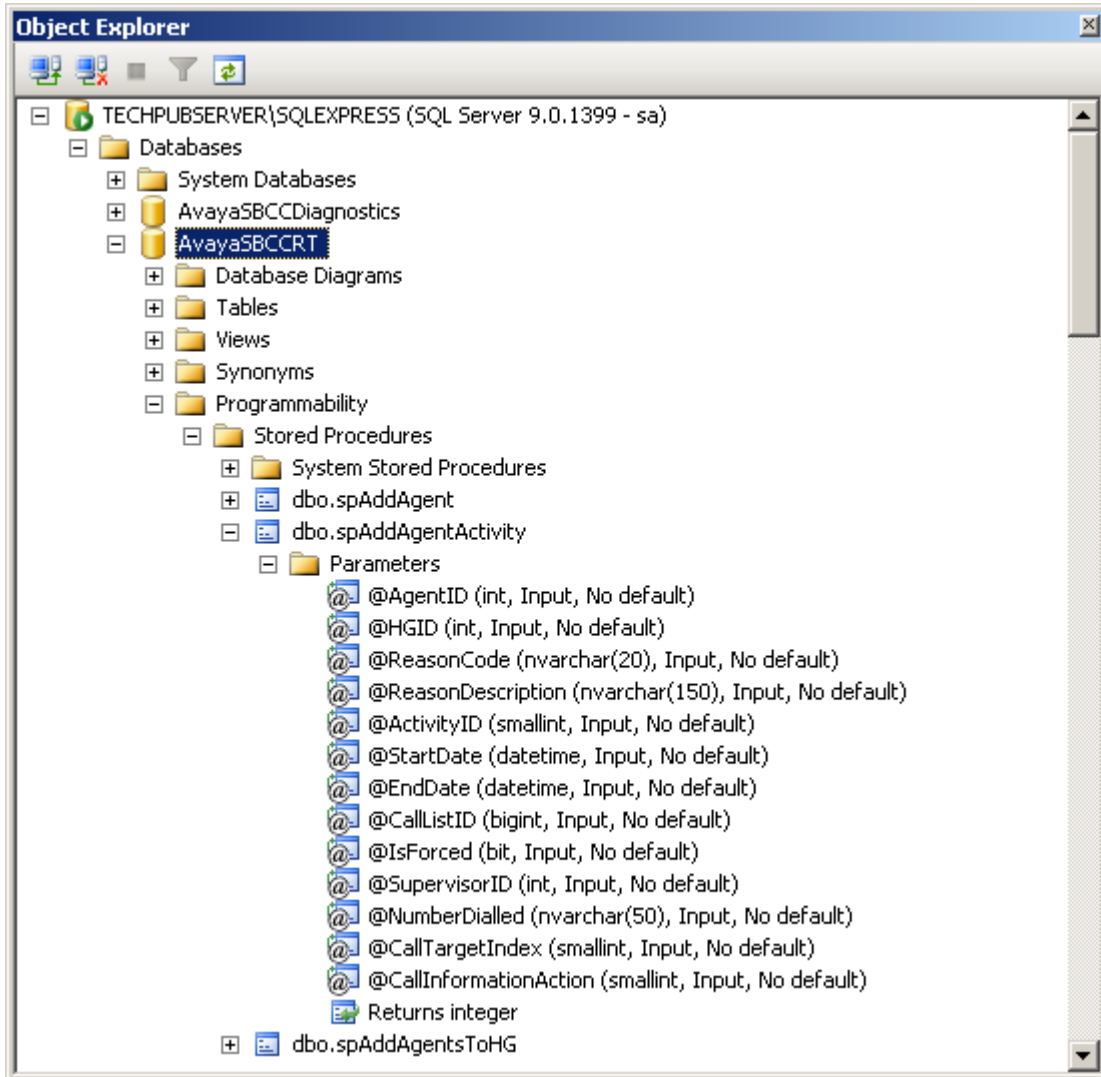 Object Explorer
TECHPUBSERVER\SQLEXPRESS (SQL Server 9.0.1399 - sa)
Databases
System Databases
AvayaSBCCDiagnostics
AvayaSBCCRT
Database Diagrams
Tables
Views
Synonyms
Programmability
Stored Procedures
System Stored Procedures
dbo.spAddAgent
dbo.spAddAgentActivity
Parameters
@AgentID (int, Input, No default)
@HGID (int, Input, No default)
@ReasonCode (nvarchar(20), Input, No default)
@ReasonDescription (nvarchar(150), Input, No default)
@ActivityID (smallint, Input, No default)
@StartDate (datetime, Input, No default)
@EndDate (datetime, Input, No default)
@CallListID (bigint, Input, No default)
@IsForced (bit, Input, No default)
@SupervisorID (int, Input, No default)
@NumberDialled (nvarchar(50), Input, No default)
@CallTargetIndex (smallint, Input, No default)
@CallInformationAction (smallint, Input, No default)
Returns integer
dbo.spAddAgentsToHG